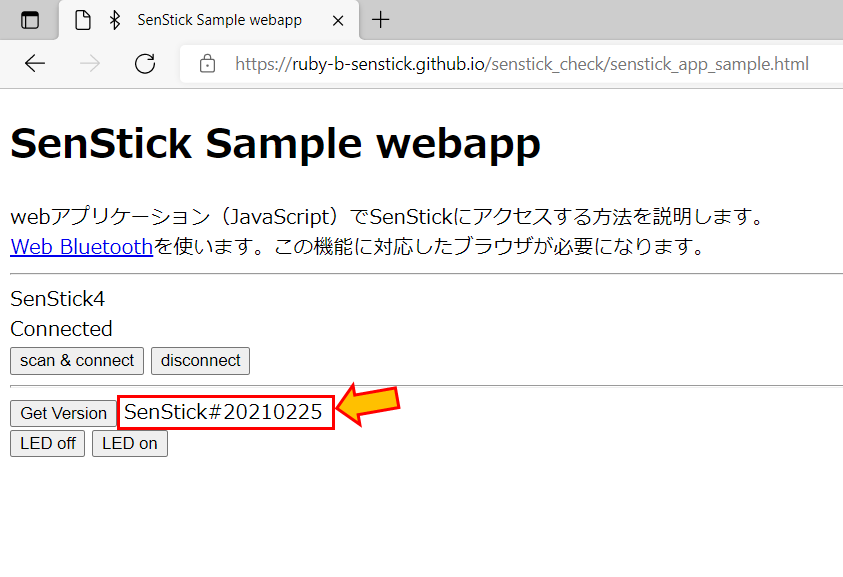 SenStick Sample webapp
https://ruby-b-senstick.github.io/senstick_check/senstick_app_sample.html
SenStick Sample webapp
webアプリケーション（JavaScript）でSenStickにアクセスする方法を説明します。
Web Bluetoothを使います。この機能に対応したブラウザが必要になります。
SenStick4
Connected
scan & connect disconnect
Get Version SenStick#20210225
LED off LED on